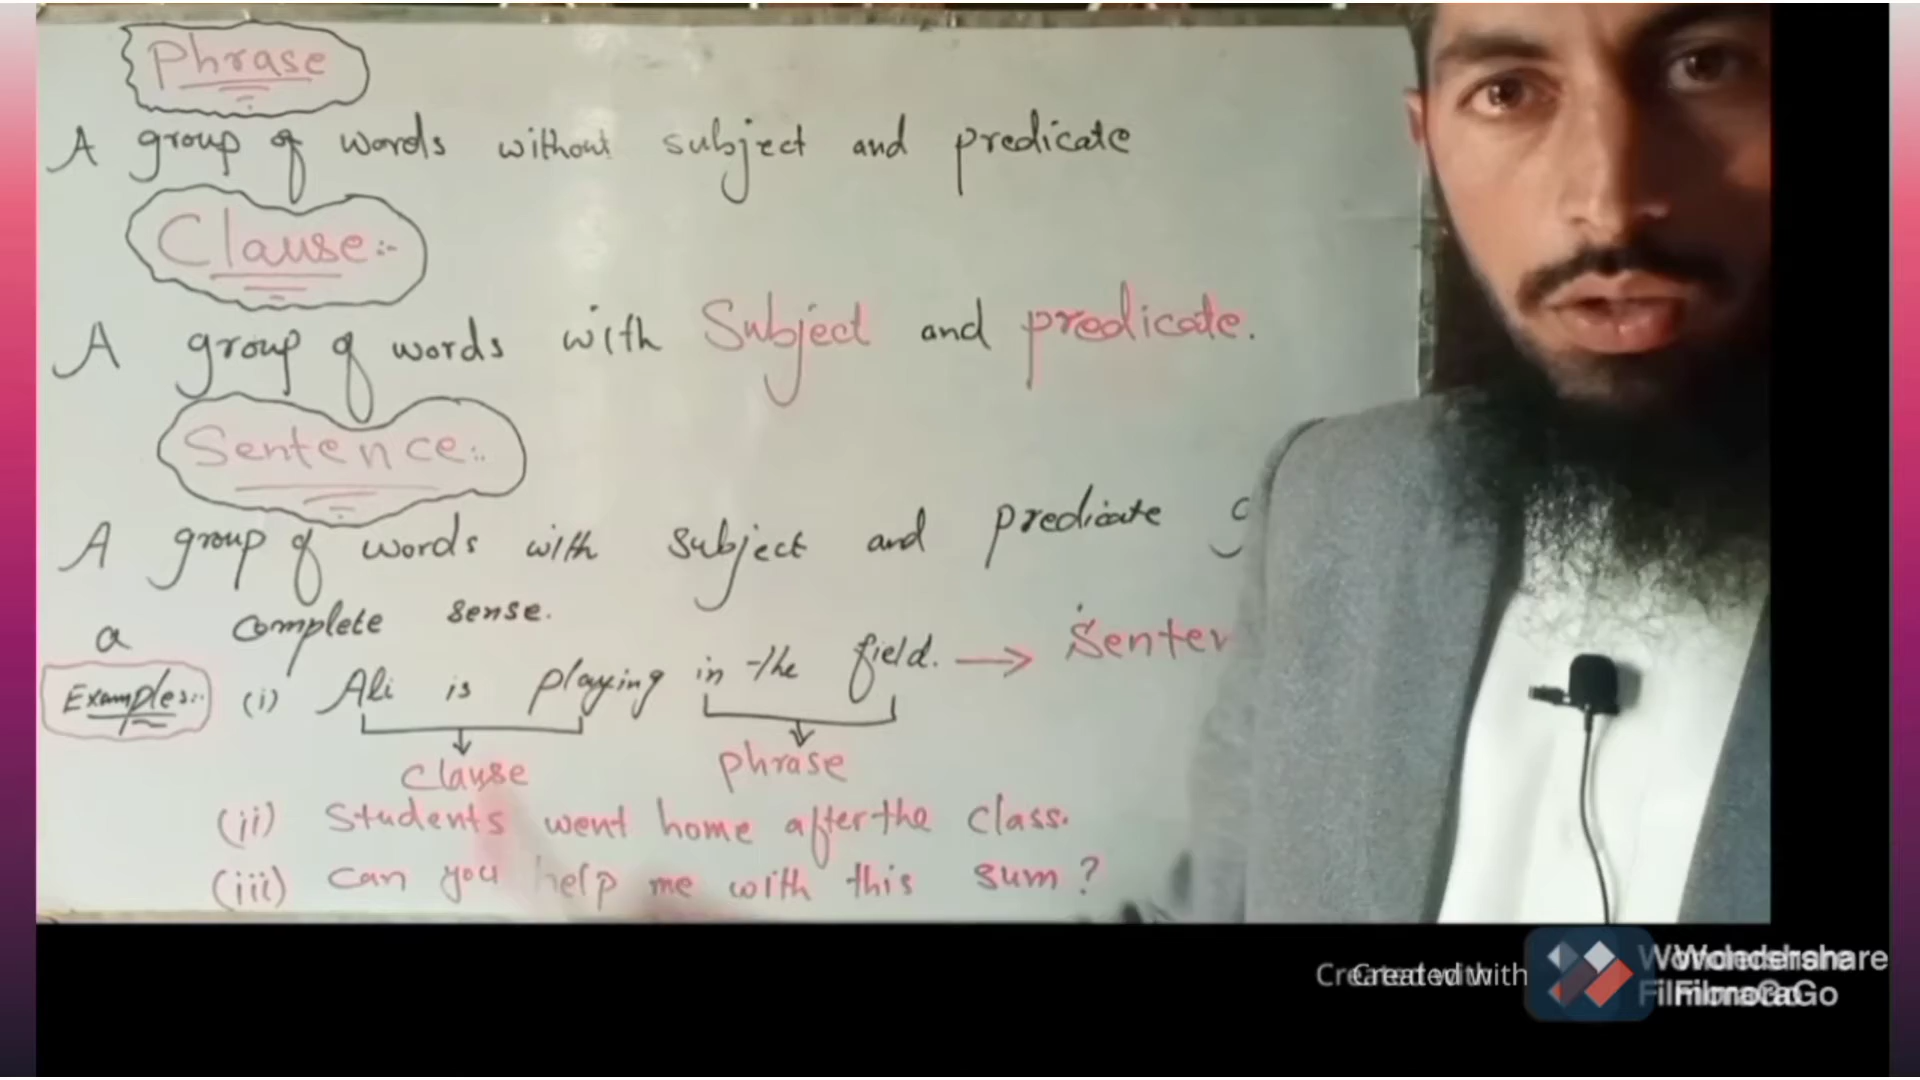 Phrase
A group of words without subject and predicate
Clause:-
A group of words with Subject and predicate.
Sentence:-
A group of words with subject and predicate
a complete sense.
Examples:- (i) Ali is playing in the field. → Senten
Clause phrase
(ii) Students went home after the class.
(iii) Can you help me with this sum?
Created with Wondershare
FilmoraGo